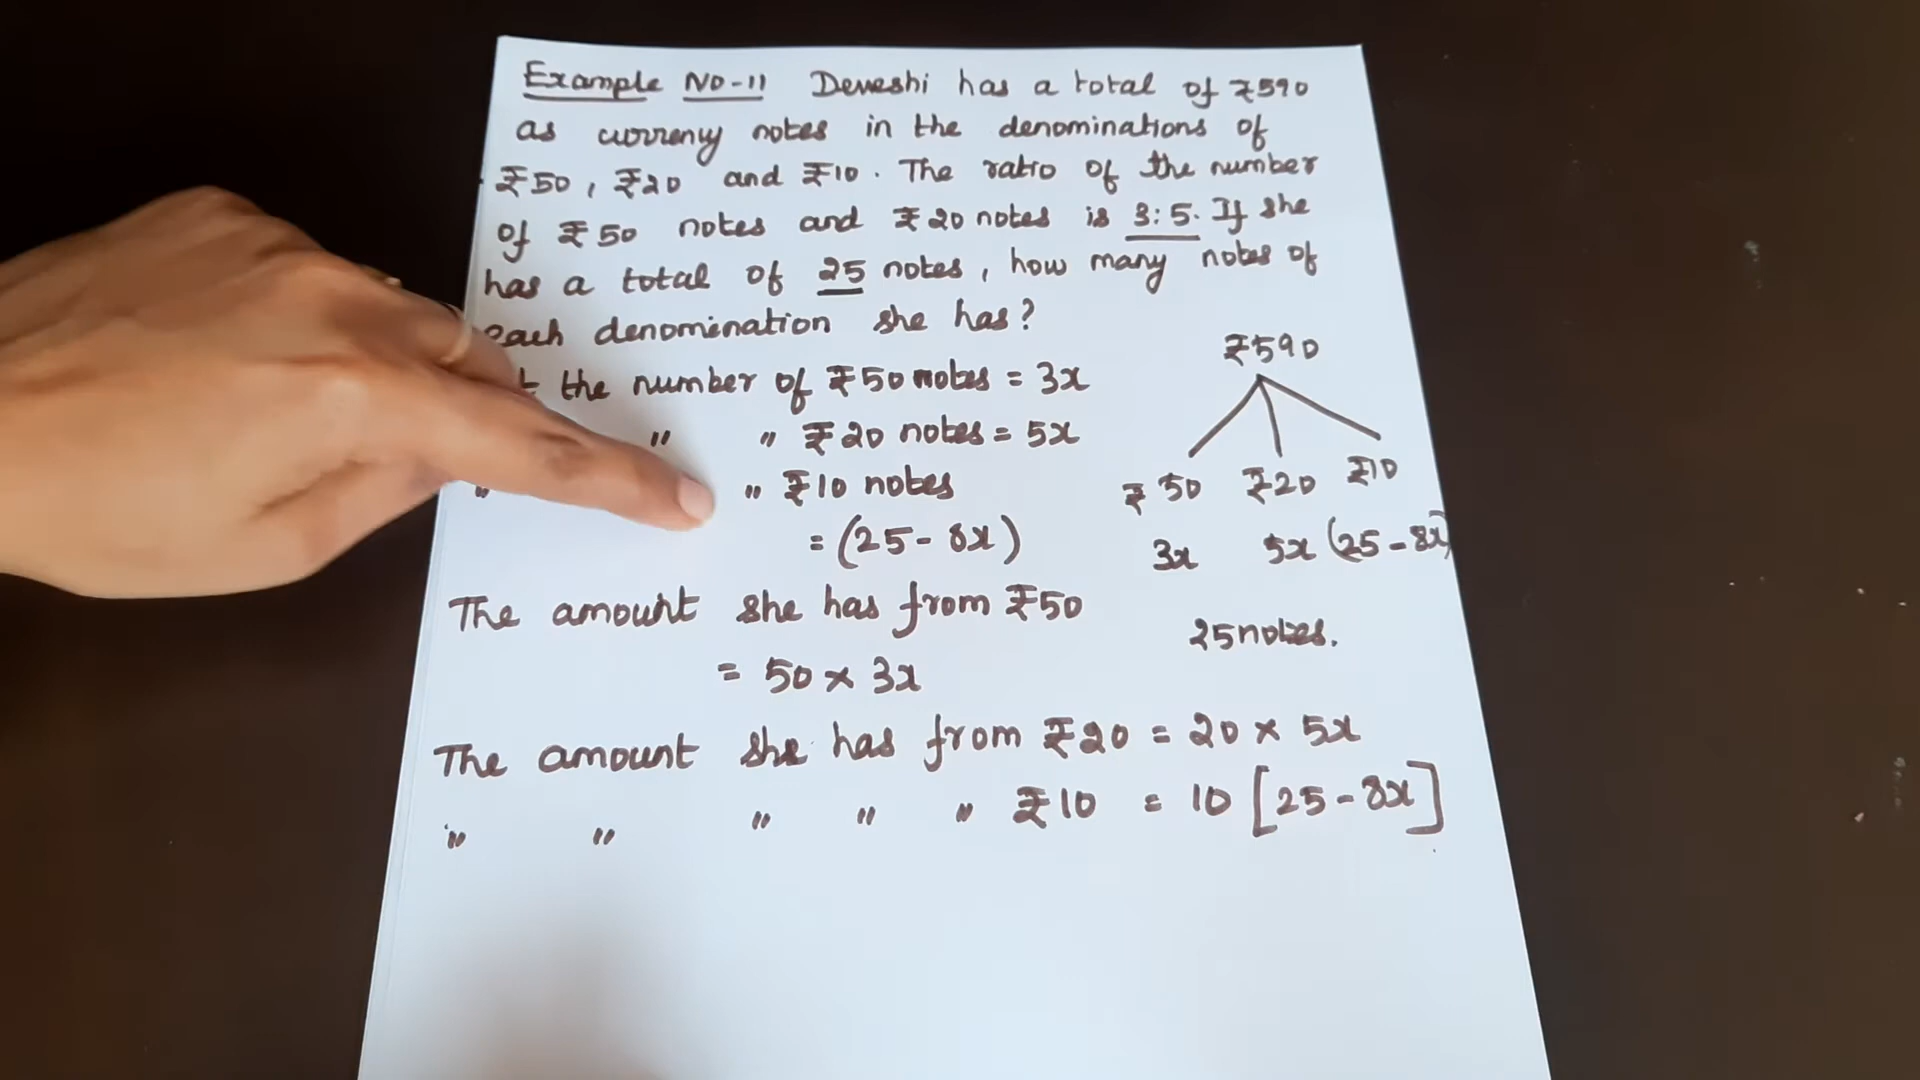 Example NO-11 Deveshi has a total of ₹590
as curreny notes in the denominations of
₹50, ₹20 and ₹10. The ratio of the number
of ₹50 notes and ₹20 notes is 3:5. If she
has a total of 25 notes, how many notes of
each denomination she has?
the number of ₹50 notes = 3x
" " ₹20 notes = 5x
" " ₹10 notes
= (25-8x)
₹590
₹50 ₹20 ₹10
3x 5x (25-8x)
25 notes.
The amount she has from ₹50
= 50 × 3x
The amount she has from ₹20 = 20 × 5x
" " " " " ₹10 = 10 [25-8x]